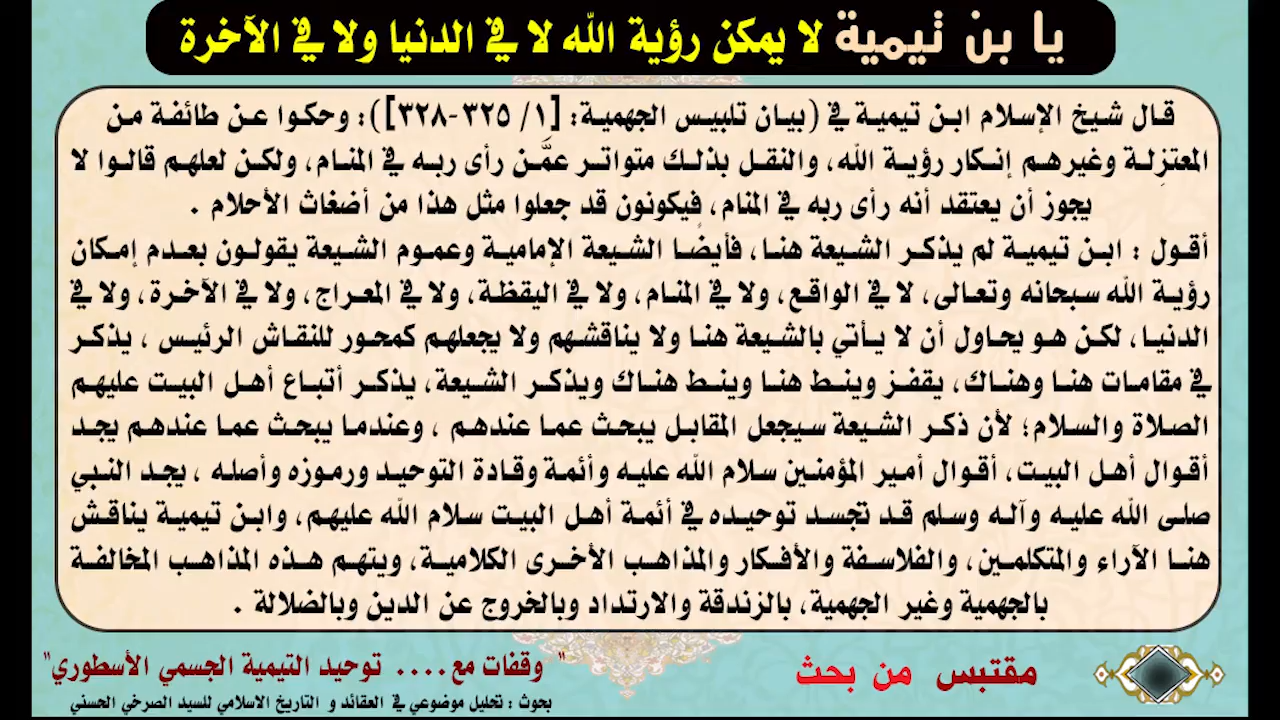 يا بن تيمية لا يمكن رؤية الله لا في الدنيا ولا في الآخرة
قال شيخ الإسلام ابن تيمية في (بيان تلبيس الجهمية: [١/ ٣٢٥-٣٢٨]): وحكوا عن طائفة من
المعتزِلة وغيرهم إنكار رؤية الله، والنقل بذلك متواتر عمَّن رأى ربه في المنام، ولكن لعلهم قالوا لا
يجوز أن يعتقد أنه رأى ربه في المنام، فيكونون قد جعلوا مثل هذا من أضغاث الأحلام .
أقول : ابن تيمية لم يذكر الشيعة هنا، فأيضًا الشيعة الإمامية وعموم الشيعة يقولون بعدم إمكان
رؤية الله سبحانه وتعالى، لا في الواقع، ولا في المنام، ولا في اليقظة، ولا في المعراج، ولا في الآخرة، ولا في
الدنيا، لكن هو يحاول أن لا يأتي بالشيعة هنا ولا يناقشهم ولا يجعلهم كمحور للنقاش الرئيس ، يذكر
في مقامات هنا وهناك، يقفز وينط هنا وينط هناك ويذكر الشيعة، يذكر أتباع أهل البيت عليهم
الصلاة والسلام؛ لأن ذكر الشيعة سيجعل المقابل يبحث عما عندهم ، وعندما يبحث عما عندهم يجد
أقوال أهل البيت، أقوال أمير المؤمنين سلام الله عليه وأئمة وقادة التوحيد ورموزه وأصله ، يجد النبي
صلى الله عليه وآله وسلم قد تجسد توحيده في أئمة أهل البيت سلام الله عليهم، وابن تيمية يناقش
هنا الآراء والمتكلمين، والفلاسفة والأفكار والمذاهب الأخرى الكلامية، ويتهم هذه المذاهب المخالفة
بالجهمية وغير الجهمية، بالزندقة والارتداد وبالخروج عن الدين وبالضلالة .
مقتبس من بحث
" وقفات مع.... توحيد التيمية الجسمي الأسطوري"
بحوث : تحليل موضوعي في العقائد و التاريخ الاسلامي للسيد الصرخي الحسني